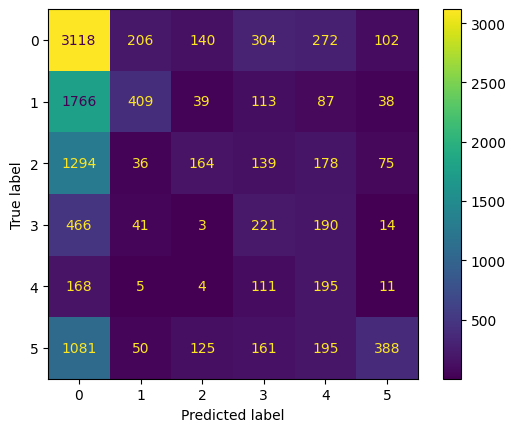 0 3118 206 140 304 272 102
1 1766 409 39 113 87 38
2 1294 36 164 139 178 75
3 466 41 3 221 190 14
4 168 5 4 111 195 11
5 1081 50 125 161 195 388
0 1 2 3 4 5
Predicted label
True label
3000
2500
2000
1500
1000
500